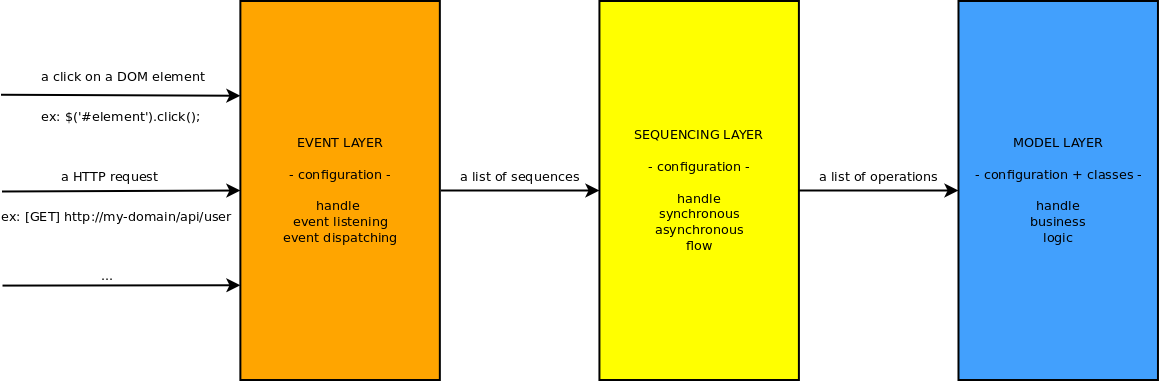 a click on a DOM element
ex: $('#element').click();
a HTTP request
ex: [GET] http://my-domain/api/user
...
EVENT LAYER
- configuration -
handle
event listening
event dispatching
a list of sequences
SEQUENCING LAYER
- configuration -
handle
synchronous
asynchronous
flow
a list of operations
MODEL LAYER
- configuration + classes -
handle
business
logic